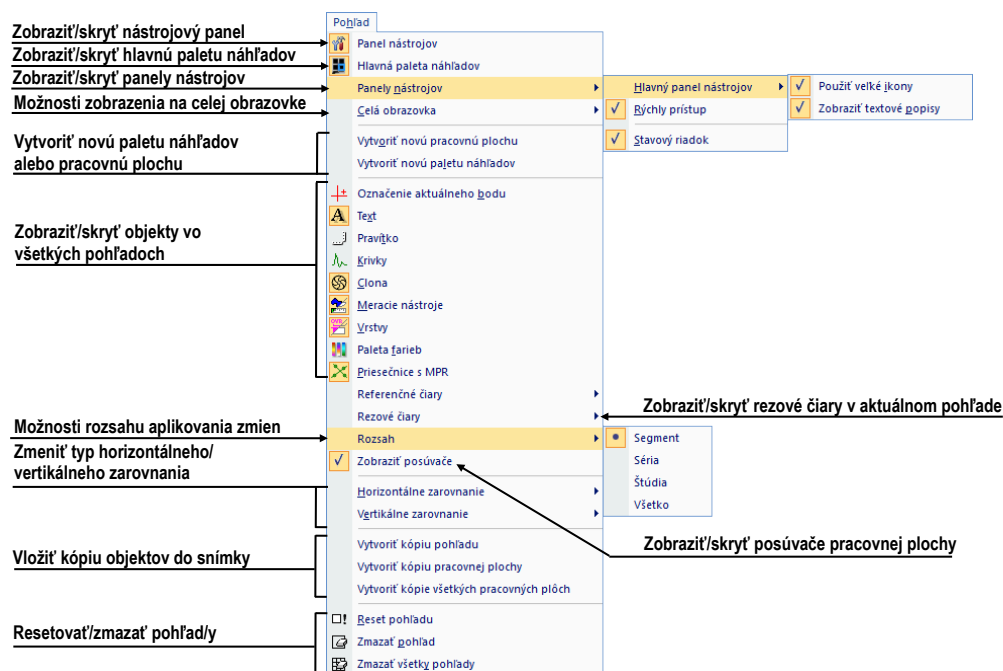 Pohľad
Zobraziť/skryť nástrojový panel
Zobraziť/skryť hlavnú paletu náhľadov
Zobraziť/skryť panely nástrojov
Možnosti zobrazenia na celej obrazovke
Vytvoriť novú paletu náhľadov
alebo pracovnú plochu
Zobraziť/skryť objekty vo
všetkých pohľadoch
Možnosti rozsahu aplikovania zmien
Zmeniť typ horizontálneho/
vertikálneho zarovnania
Vložiť kópiu objektov do snímky
Resetovať/zmazať pohľad/y
Panel nástrojov
Hlavná paleta náhľadov
Panely nástrojov
Celá obrazovka
Vytvoriť novú pracovnú plochu
Vytvoriť novú paletu náhľadov
Označenie aktuálneho bodu
Text
Pravítko
Krivky
Clona
Meracie nástroje
Vrstvy
Paleta farieb
Priesečnice s MPR
Referenčné čiary
Rezové čiary
Rozsah
Zobraziť posúvače
Horizontálne zarovnanie
Vertikálne zarovnanie
Vytvoriť kópiu pohľadu
Vytvoriť kópiu pracovnej plochy
Vytvoriť kópie všetkých pracovných plôch
Reset pohľadu
Zmazať pohľad
Zmazať všetky pohľady
Hlavný panel nástrojov
Rýchly prístup
Stavový riadok
Použiť veľké ikony
Zobraziť textové popisy
Zobraziť/skryť rezové čiary v aktuálnom pohľade
Segment
Séria
Štúdia
Všetko
Zobraziť/skryť posúvače pracovnej plochy